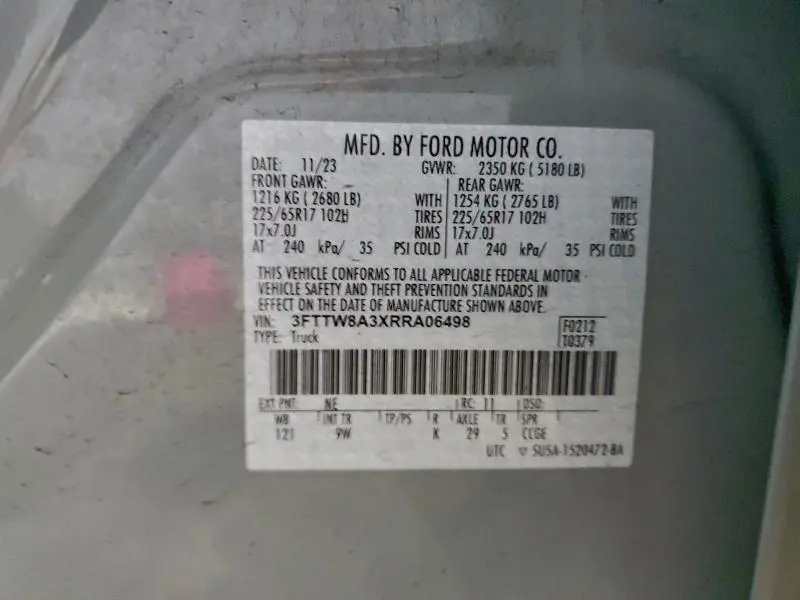 MFD. BY FORD MOTOR CO.
DATE: 11/23 GVWR: 2350 KG ( 5180 LB)
FRONT GAWR: REAR GAWR:
1216 KG ( 2680 LB) WITH 1254 KG ( 2765 LB) WITH
225/65R17 102H TIRES 225/65R17 102H TIRES
17x7.0J RIMS 17x7.0J RIMS
AT 240 kPa/ 35 PSI COLD AT 240 kPa/ 35 PSI COLD
THIS VEHICLE CONFORMS TO ALL APPLICABLE FEDERAL MOTOR
VEHICLE SAFETY AND THEFT PREVENTION STANDARDS IN
EFFECT ON THE DATE OF MANUFACTURE SHOWN ABOVE.
VIN: 3FTTW8A3XRRA06498 F0212
TYPE: Truck T0379
EXT PNT: NE RC: 11 DSO:
WB INT TR TP/PS R AXLE TR SPR
121 9W K 29 5 CCGE
UTC ▽ SU5A-1520472-BA